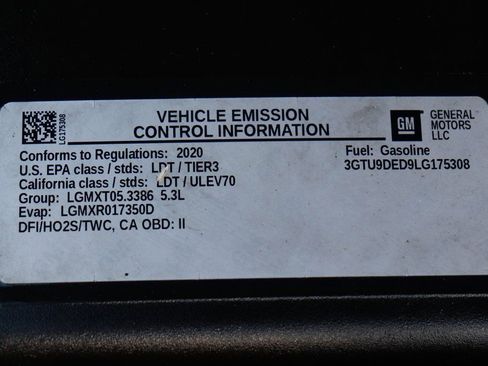 LG175308
VEHICLE EMISSION
CONTROL INFORMATION
GM
GENERAL
MOTORS
LLC
Conforms to Regulations: 2020
U.S. EPA class / stds: LDT / TIER3
California class / stds: LDT / ULEV70
Group: LGMXT05.3386 5.3L
Evap: LGMXR017350D
DFI/HO2S/TWC, CA OBD: II
Fuel: Gasoline
3GTU9DED9LG175308